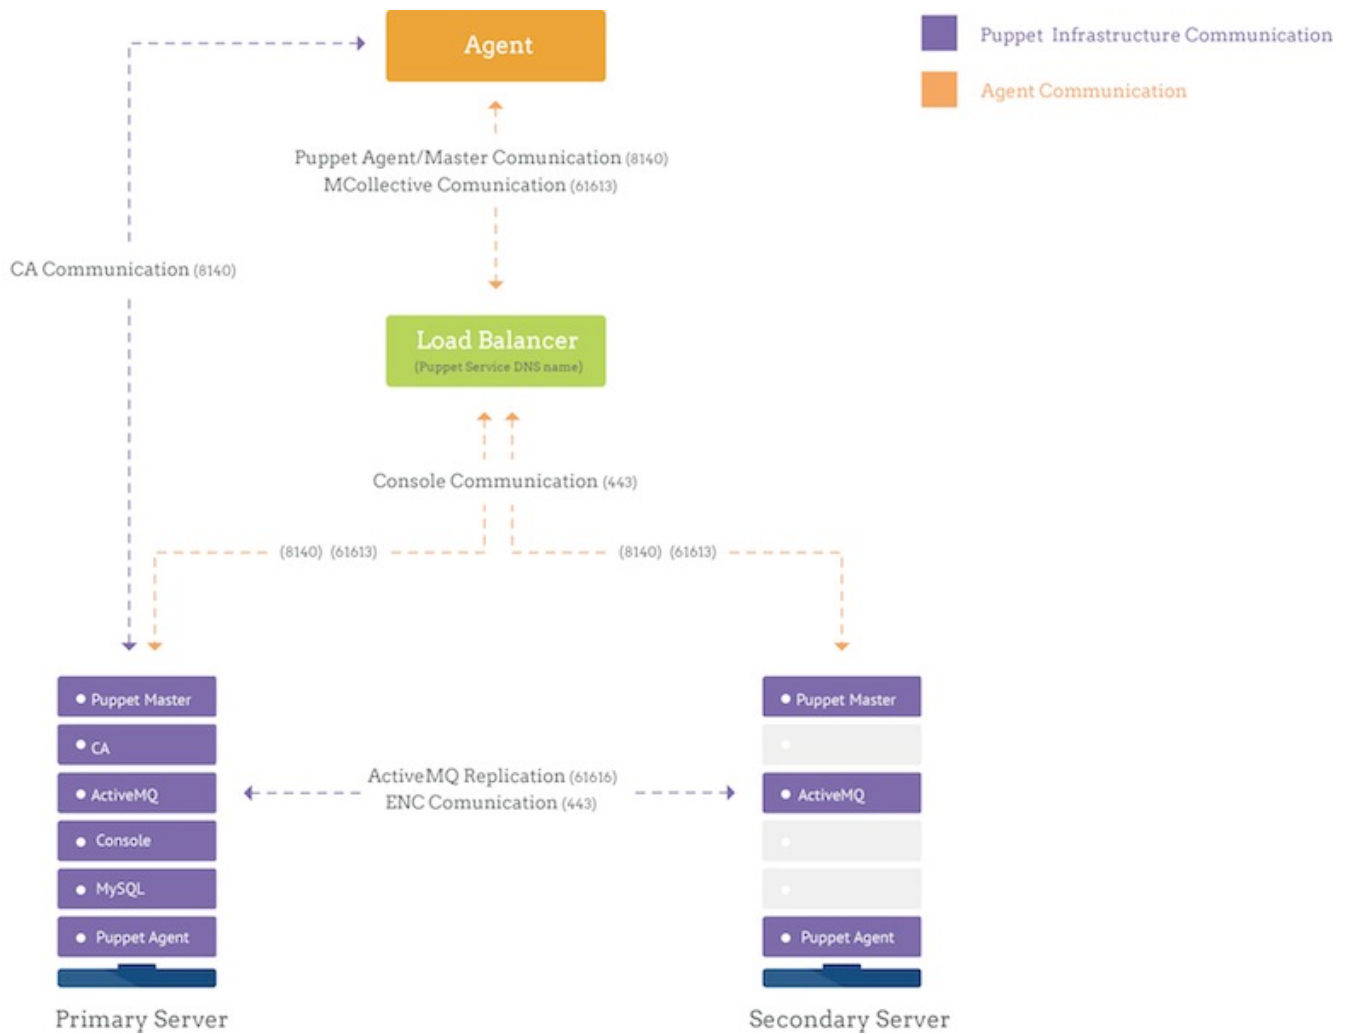 Agent
Puppet Infrastructure Communication
Agent Communication
Puppet Agent/Master Comunication (8140)
MCollective Comunication (61613)
CA Communication (8140)
Load Balancer
(Puppet Service DNS name)
Console Communication (443)
(8140) (61613)
(8140) (61613)
Puppet Master
CA
ActiveMQ
Console
MySQL
Puppet Agent
Primary Server
ActiveMQ Replication (61616)
ENC Comunication (443)
Puppet Master
ActiveMQ
Puppet Agent
Secondary Server